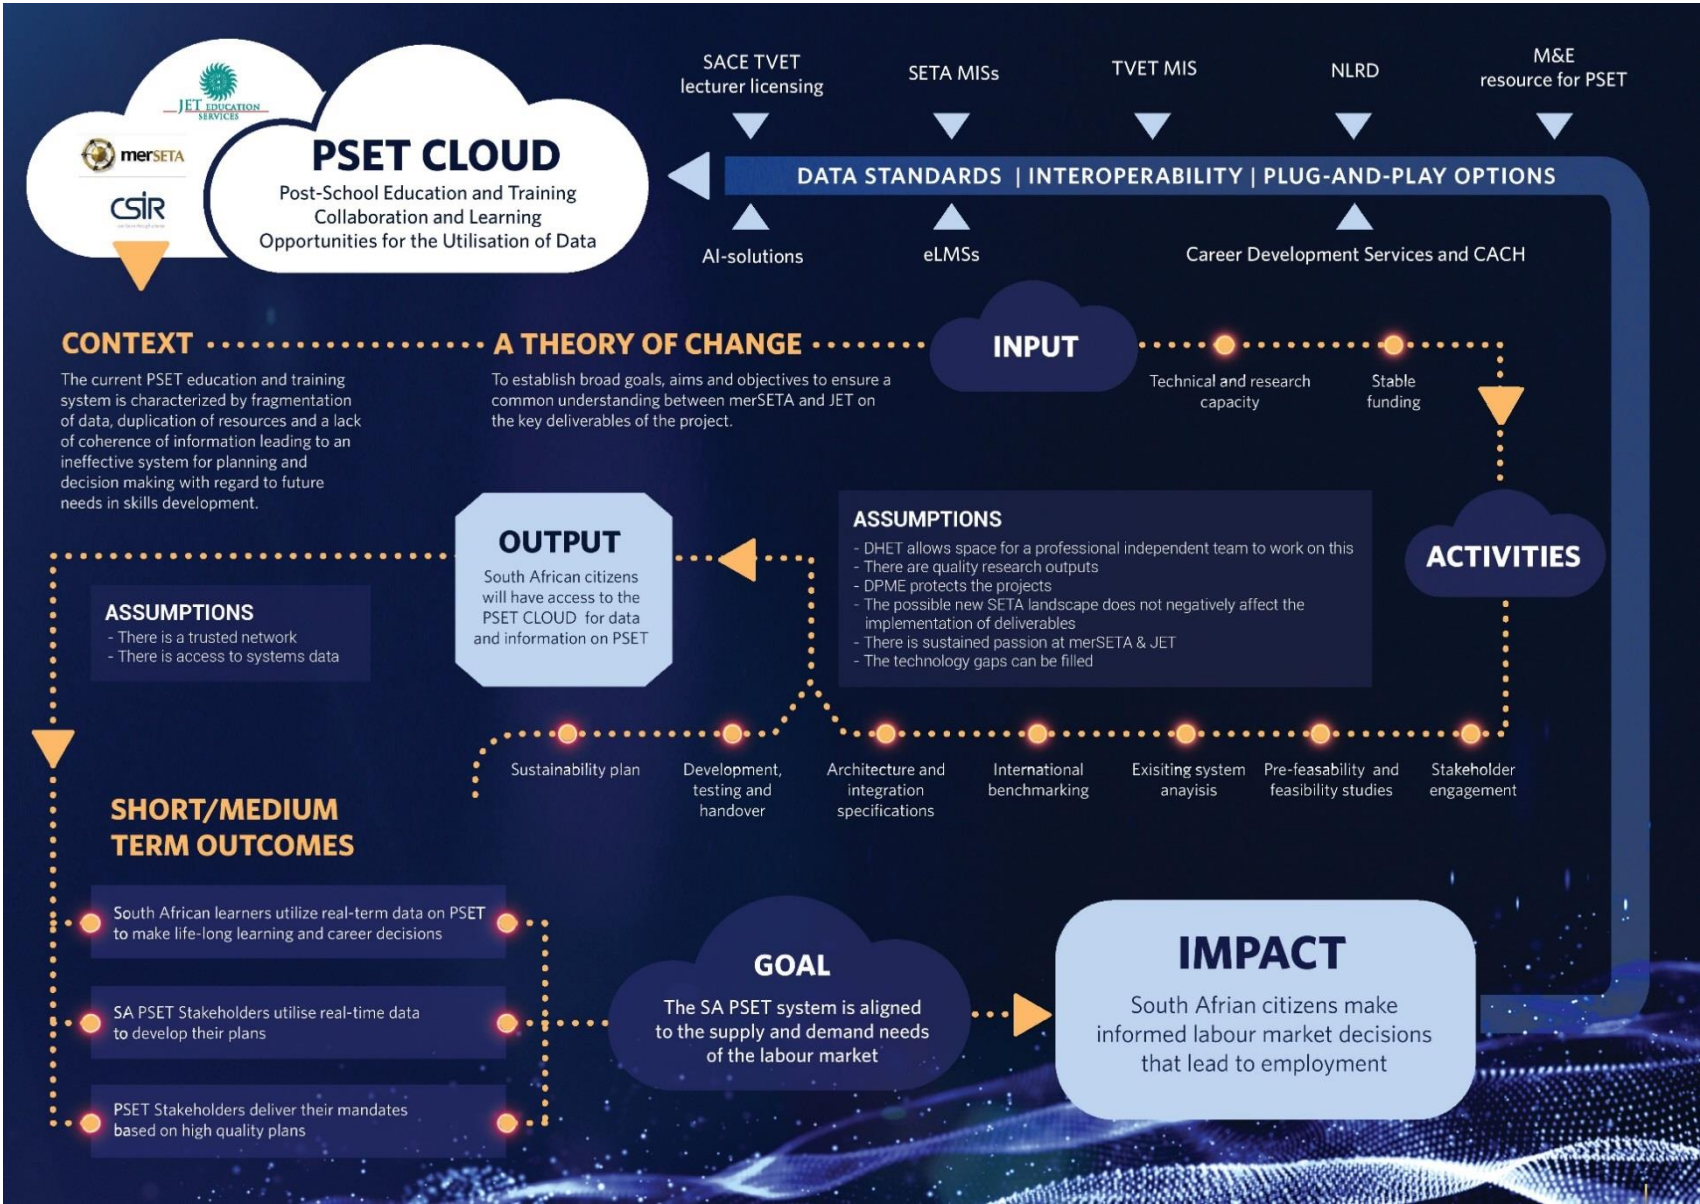 JET EDUCATION
SERVICES
merSETA
CSIR
PSET CLOUD
Post-School Education and Training
Collaboration and Learning
Opportunities for the Utilisation of Data
SACE TVET
lecturer licensing
SETA MISs
TVET MIS
NLRD
M&E
resource for PSET
DATA STANDARDS | INTEROPERABILITY | PLUG-AND-PLAY OPTIONS
AI-solutions
eLMSs
Career Development Services and CACH
CONTEXT
The current PSET education and training
system is characterized by fragmentation
of data, duplication of resources and a lack
of coherence of information leading to an
ineffective system for planning and
decision making with regard to future
needs in skills development.
A THEORY OF CHANGE
To establish broad goals, aims and objectives to ensure a
common understanding between merSETA and JET on
the key deliverables of the project.
INPUT
Technical and research
capacity
Stable
funding
ACTIVITIES
ASSUMPTIONS
- DHET allows space for a professional independent team to work on this
- There are quality research outputs
- DPME protects the projects
- The possible new SETA landscape does not negatively affect the
implementation of deliverables
- There is sustained passion at merSETA & JET
- The technology gaps can be filled
OUTPUT
South African citizens
will have access to the
PSET CLOUD for data
and information on PSET
ASSUMPTIONS
- There is a trusted network
- There is access to systems data
Sustainability plan
Development,
testing and
handover
Architecture and
integration
specifications
International
benchmarking
Exisiting system
anayisis
Pre-feasability and
feasibility studies
Stakeholder
engagement
SHORT/MEDIUM
TERM OUTCOMES
South African learners utilize real-term data on PSET
to make life-long learning and career decisions
SA PSET Stakeholders utilise real-time data
to develop their plans
PSET Stakeholders deliver their mandates
based on high quality plans
GOAL
The SA PSET system is aligned
to the supply and demand needs
of the labour market
IMPACT
South Afrian citizens make
informed labour market decisions
that lead to employment